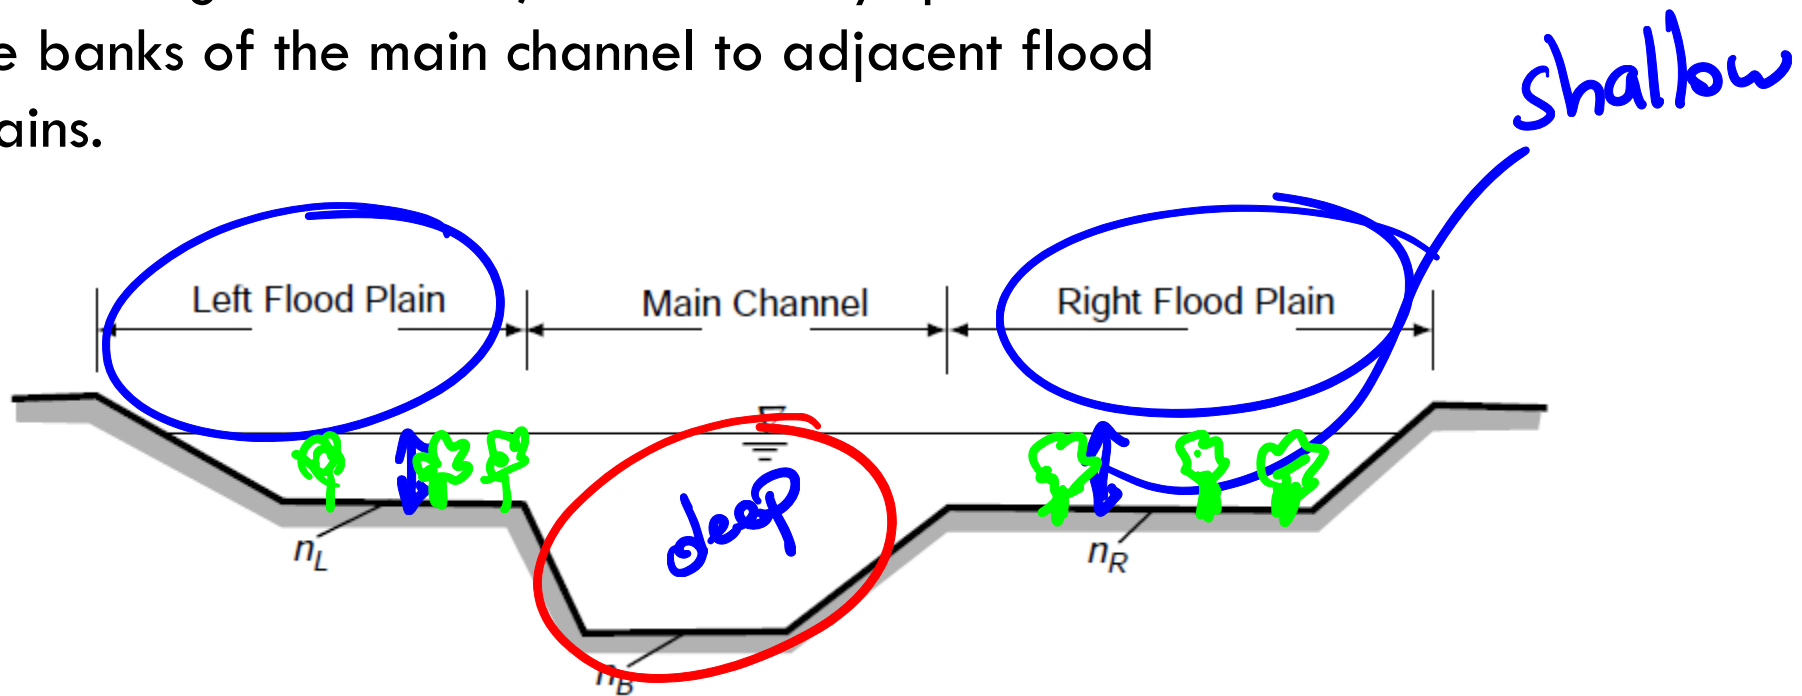 e banks of the main channel to adjacent flood
ains.
shallow
Left Flood Plain
Main Channel
Right Flood Plain
deep
nL
nR
nB